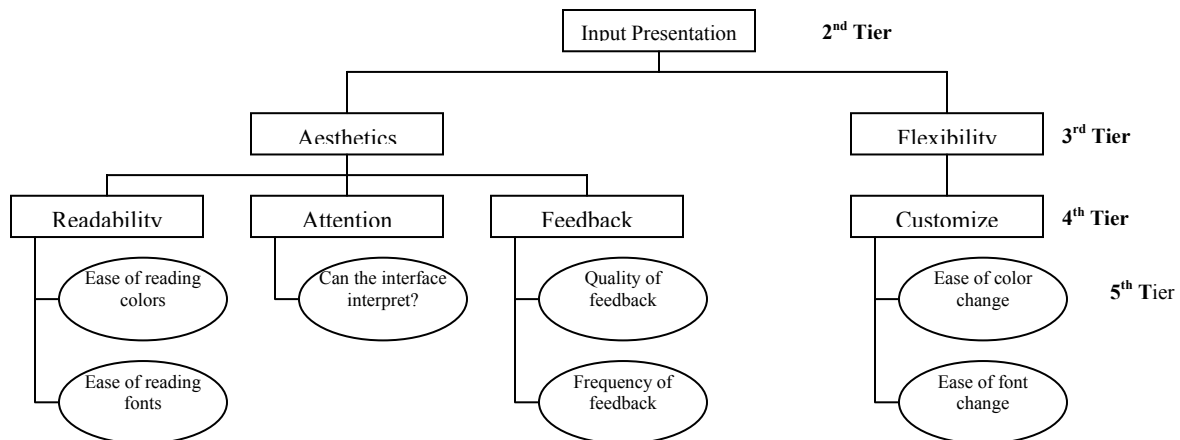 Input Presentation
2nd Tier
Aesthetics
Flexibility
3rd Tier
Readability
Attention
Feedback
Customize
4th Tier
Ease of reading
colors
Can the interface
interpret?
Quality of
feedback
Ease of color
change
5th Tier
Ease of reading
fonts
Frequency of
feedback
Ease of font
change